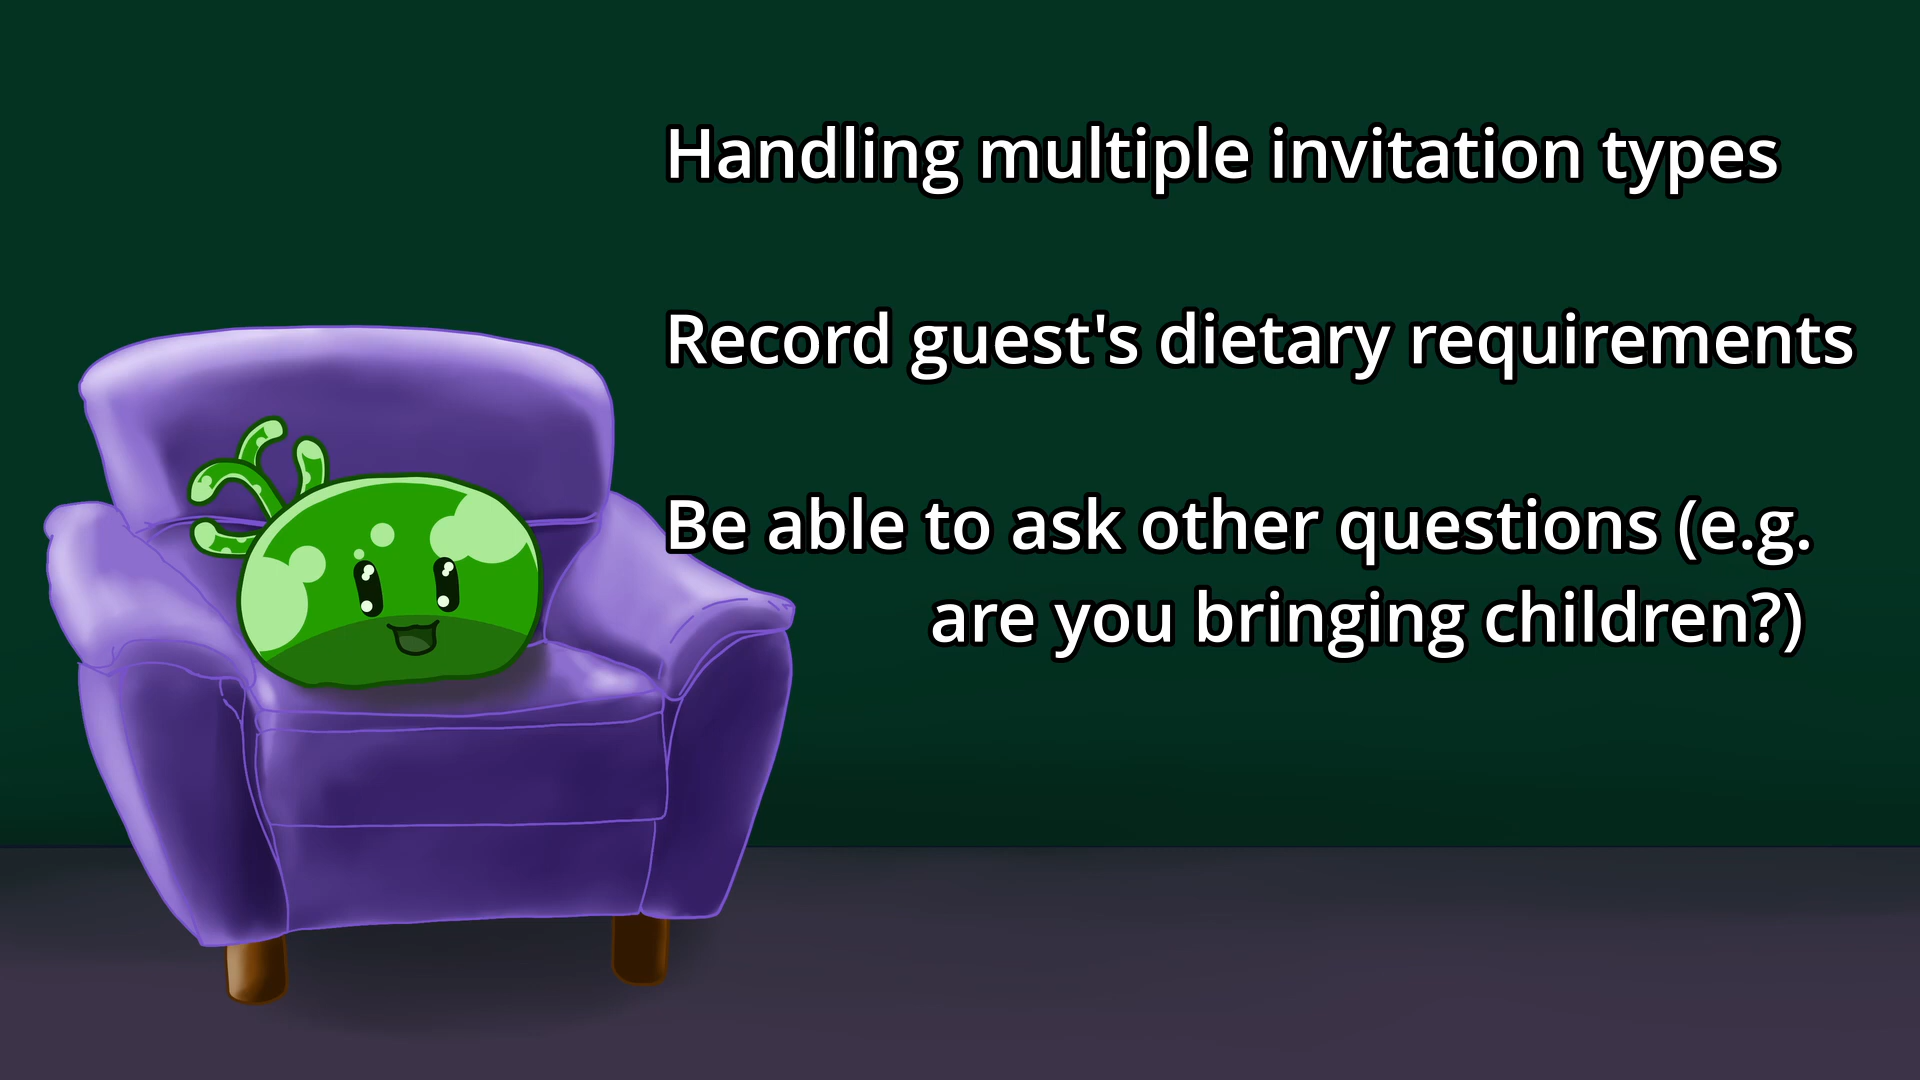 Handling multiple invitation types
Record guest's dietary requirements
Be able to ask other questions (e.g.
are you bringing children?)